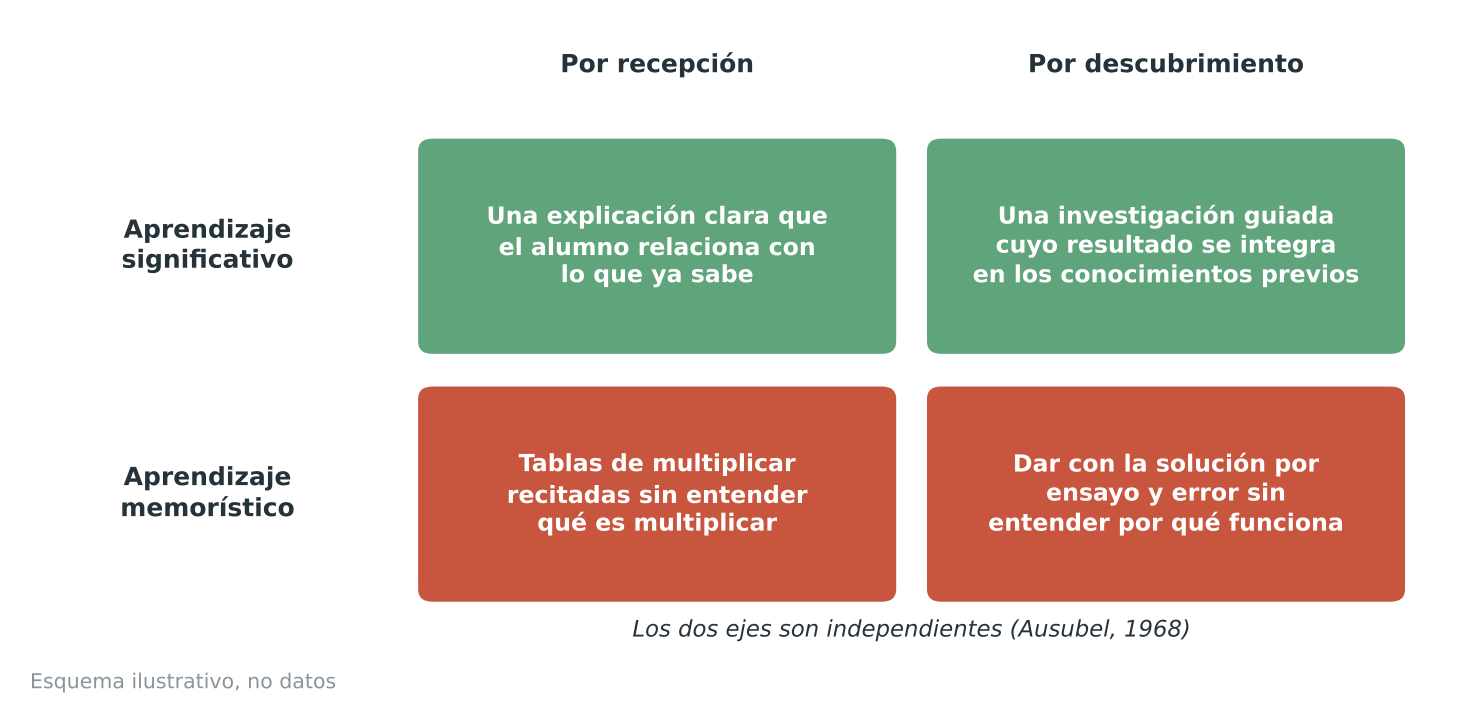 Por recepción
Por descubrimiento
Aprendizaje
significativo
Una explicación clara que
el alumno relaciona con
lo que ya sabe
Una investigación guiada
cuyo resultado se integra
en los conocimientos previos
Aprendizaje
memorístico
Tablas de multiplicar
recitadas sin entender
qué es multiplicar
Dar con la solución por
ensayo y error sin
entender por qué funciona
Los dos ejes son independientes (Ausubel, 1968)
Esquema ilustrativo, no datos